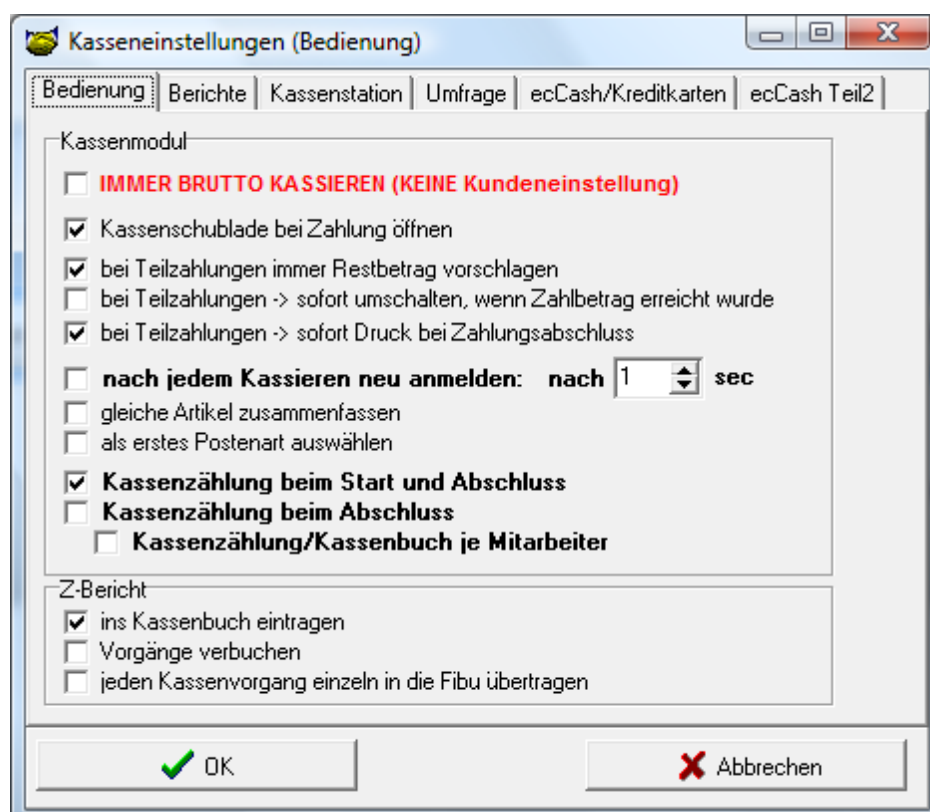 Kasseneinstellungen (Bedienung)
Bedienung Berichte Kassenstation Umfrage ecCash/Kreditkarten ecCash Teil2
Kassenmodul
IMMER BRUTTO KASSIEREN (KEINE Kundeneinstellung)
Kassenschublade bei Zahlung öffnen
bei Teilzahlungen immer Restbetrag vorschlagen
bei Teilzahlungen -> sofort umschalten, wenn Zahlbetrag erreicht wurde
bei Teilzahlungen -> sofort Druck bei Zahlungsabschluss
nach jedem Kassieren neu anmelden: nach 1 sec
gleiche Artikel zusammenfassen
als erstes Postenart auswählen
Kassenzählung beim Start und Abschluss
Kassenzählung beim Abschluss
Kassenzählung/Kassenbuch je Mitarbeiter
Z-Bericht
ins Kassenbuch eintragen
Vorgänge verbuchen
jeden Kassenvorgang einzeln in die Fibu übertragen
OK Abbrechen